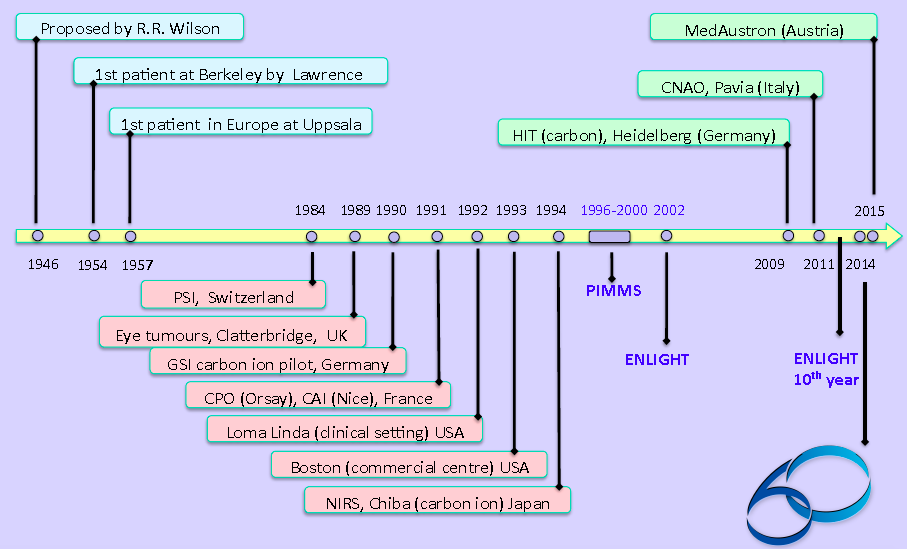 Proposed by R.R. Wilson
MedAustron (Austria)
1st patient at Berkeley by Lawrence
CNAO, Pavia (Italy)
1st patient in Europe at Uppsala
HIT (carbon), Heidelberg (Germany)
1984 1989 1990 1991 1992 1993 1994 1996-2000 2002 2015
1946 1954 1957 2009 2011 2014
PSI, Switzerland
PIMMS
Eye tumours, Clatterbridge, UK
GSI carbon ion pilot, Germany
ENLIGHT
ENLIGHT
10th year
CPO (Orsay), CAI (Nice), France
Loma Linda (clinical setting) USA
Boston (commercial centre) USA
NIRS, Chiba (carbon ion) Japan
60